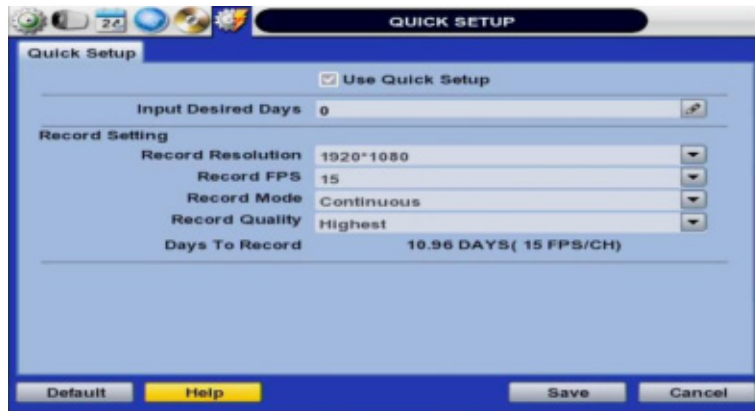 24
QUICK SETUP
Quick Setup
Use Quick Setup
Input Desired Days 0
Record Setting
Record Resolution 1920*1080
Record FPS 15
Record Mode Continuous
Record Quality Highest
Days To Record 10.96 DAYS( 15 FPS/CH)
Default Help Save Cancel